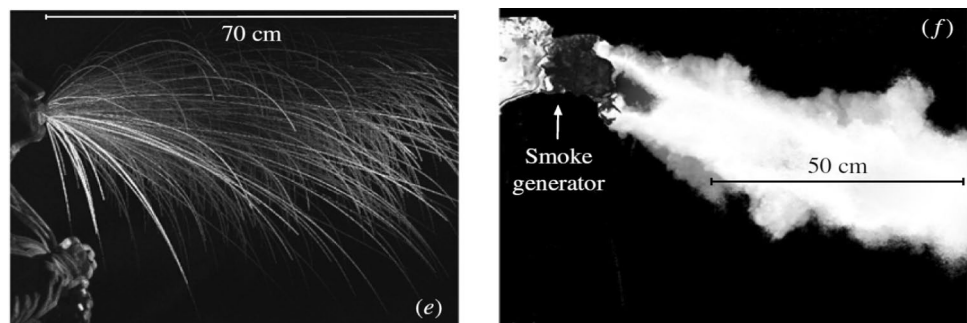 70 cm
(e)
(f)
Smoke
generator
50 cm